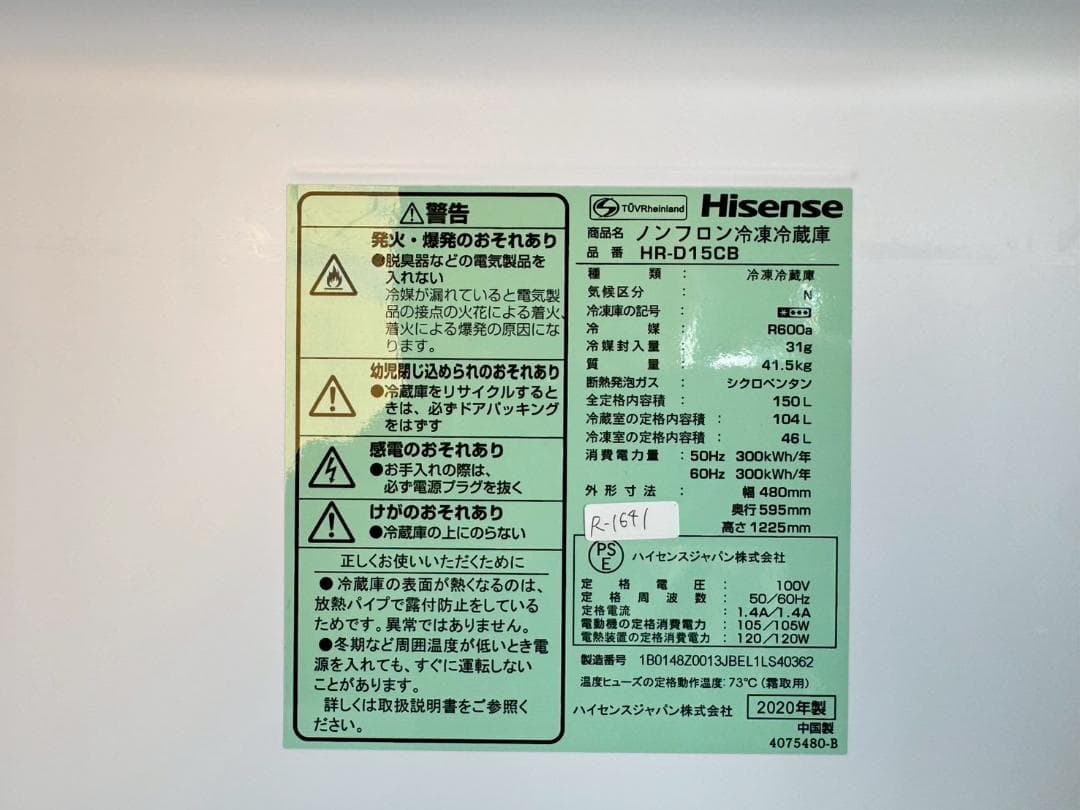 ⚠警告
発火・爆発のおそれあり
●脱臭器などの電気製品を
入れない
冷媒が漏れていると電気製
品の接点の火花による着火、
着火による爆発の原因にな
ります。
幼児閉じ込められのおそれあり
●冷蔵庫をリサイクルすると
きは、必ずドアパッキング
をはずす
感電のおそれあり
●お手入れの際は、
必ず電源プラグを抜く
けがのおそれあり
●冷蔵庫の上にのらない
正しくお使いいただくために
●冷蔵庫の表面が熱くなるのは、
放熱パイプで露付防止をしている
ためです。異常ではありません。
●冬期など周囲温度が低いとき電
源を入れても、すぐに運転しない
ことがあります。
詳しくは取扱説明書をご参照く
ださい。
TÜVRheinland Hisense
商品名 ノンフロン冷凍冷蔵庫
品番 HR-D15CB
種類 : 冷凍冷蔵庫
気候区分 : N
冷凍庫の記号 :
冷媒 : R600a
冷媒封入量 : 31g
質量 : 41.5kg
断熱発泡ガス : シクロペンタン
全定格内容積 : 150L
冷蔵室の定格内容積 : 104L
冷凍室の定格内容積 : 46L
消費電力量 : 50Hz 300kWh/年
60Hz 300kWh/年
外形寸法 : 幅480mm
奥行595mm
高さ1225mm
R-1641
PSE ハイセンスジャパン株式会社
定格電圧 : 100V
定格周波数 : 50/60Hz
定格電流 : 1.4A/1.4A
電動機の定格消費電力 : 105/105W
電熱装置の定格消費電力 : 120/120W
製造番号 1B0148Z0013JBEL1LS40362
温度ヒューズの定格動作温度:73℃(霜取用)
ハイセンスジャパン株式会社 2020年製
中国製
4075480-B